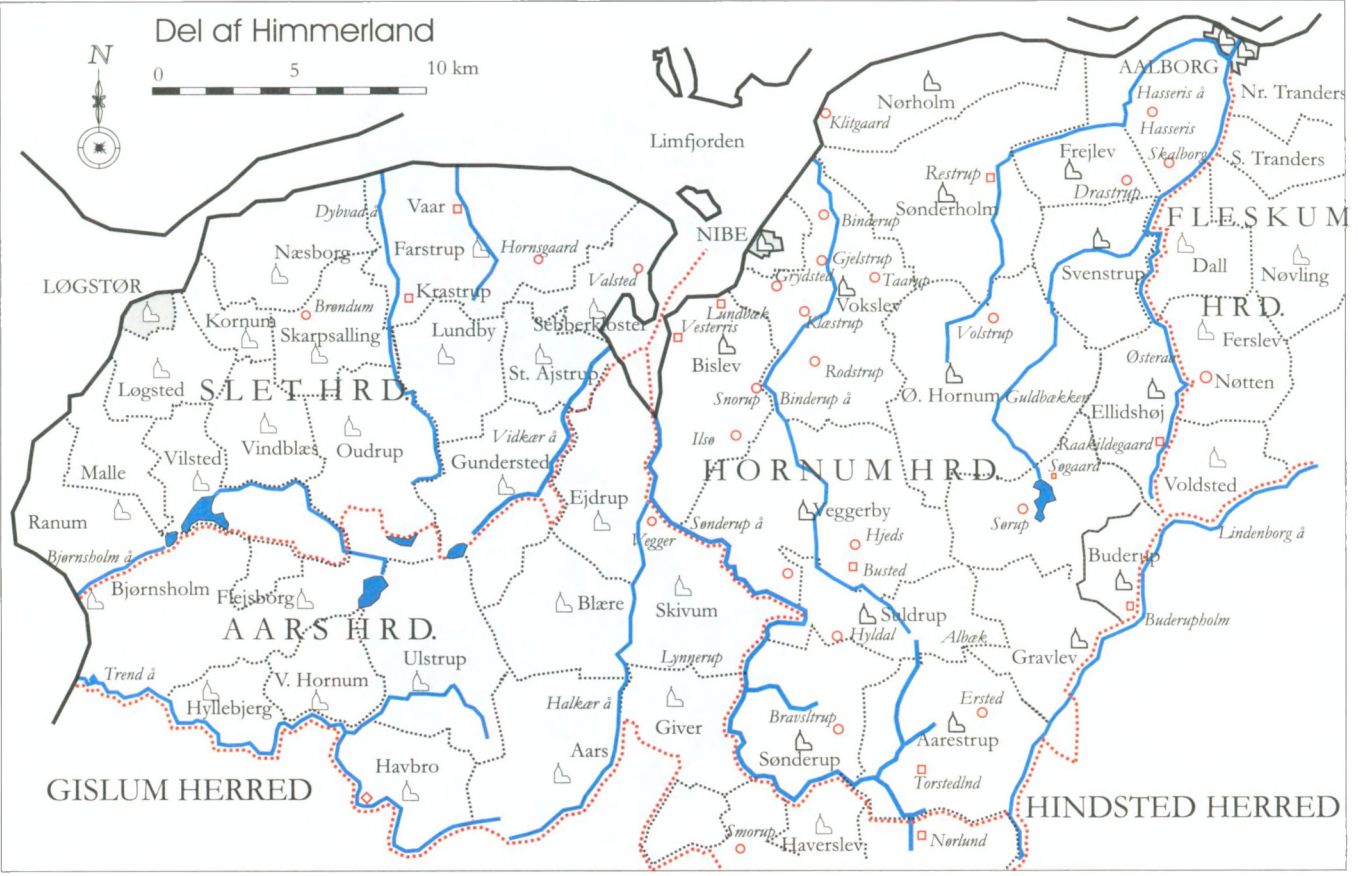 Del af Himmerland
N
0 5 10 km
Limfjorden
AALBORG
Hasseris å
Hasseris
Nr. Tranders
S. Tranders
Skalborg
Nørholm
Klitgaard
Frejlev
Drastrup
Restrup
Sønderholm
FLESKUM
HRD.
Dall
Nøvling
Svenstrup
Ferslev
Østeraa
Nøtten
Ellidshøj
Raakildegaard
Søgaard
Voldsted
Lindenborg å
Dybvad å
Vaar
Farstrup
Hornsgaard
Valsted
NIBE
Binderup
Gjelstrup
Grydsted
Taarup
Vokslev
Næsborg
LØGSTØR
Brøndum
Krastrup
Kornum
Skarpsalling
Lundby
Sebberkloster
Lundbæk
Vesterris
Klæstrup
Volstrup
Bislev
Løgsted
SLET HRD.
St. Ajstrup
Rodstrup
Snorup
Binderup å
Ø. Hornum
Guldbækken
Vindblæs
Oudrup
Vidkær å
Ilsø
Malle
Vilsted
Gundersted
HORNUM HRD.
Ejdrup
Ranum
Veggerby
Sørup
Sønderup å
Vegger
Hjeds
Busted
Buderup
Buderupholm
Bjørnsholm å
Bjørnsholm
Flejsborg
Blære
Skivum
Suldrup
AARS HRD.
Hyldal
Albæk
Gravlev
Ulstrup
Lynnerup
Trend å
V. Hornum
Hyllebjerg
Halkær å
Giver
Ersted
Bravsltrup
Aarestrup
Sønderup
Aars
Havbro
GISLUM HERRED
Torstedlnd
HINDSTED HERRED
Smorup
Haverslev
Nørlund